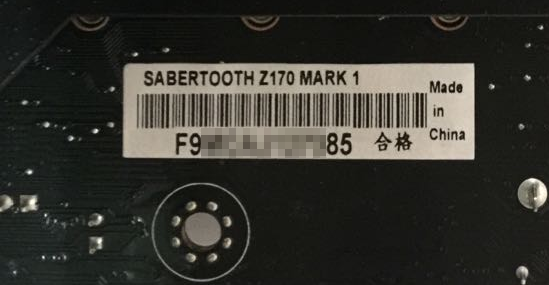 SABERTOOTH Z170 MARK 1
Made
in
China
F9 85 合格